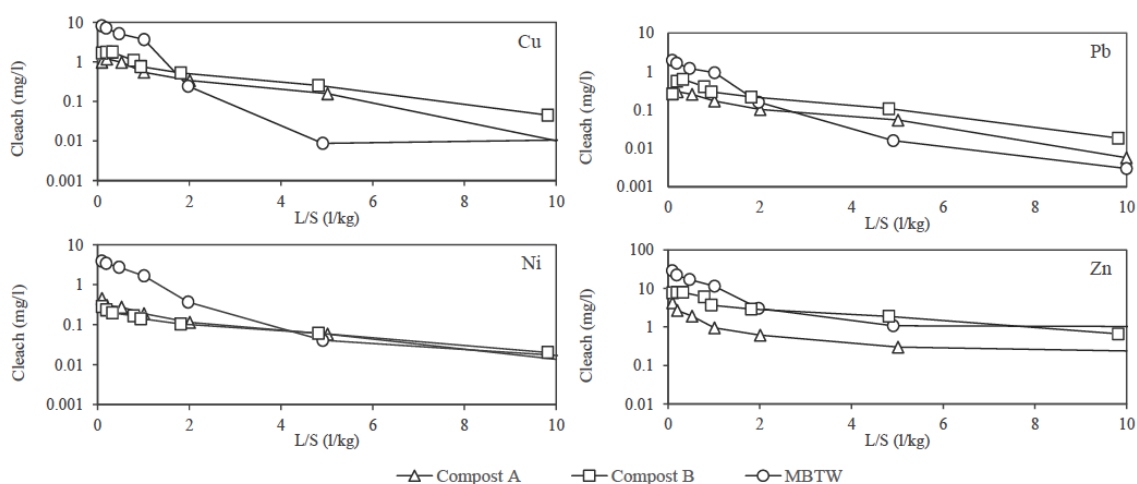 Cu
Cleach (mg/l)
10
1
0.1
0.01
0.001
0 2 4 6 8 10
L/S (l/kg)
Pb
Cleach (mg/l)
10
1
0.1
0.01
0.001
0 2 4 6 8 10
L/S (l/kg)
Ni
Cleach (mg/l)
10
1
0.1
0.01
0.001
0 2 4 6 8 10
L/S (l/kg)
Zn
Cleach (mg/l)
100
10
1
0.1
0.01
0 2 4 6 8 10
L/S (l/kg)
Compost A Compost B MBTW